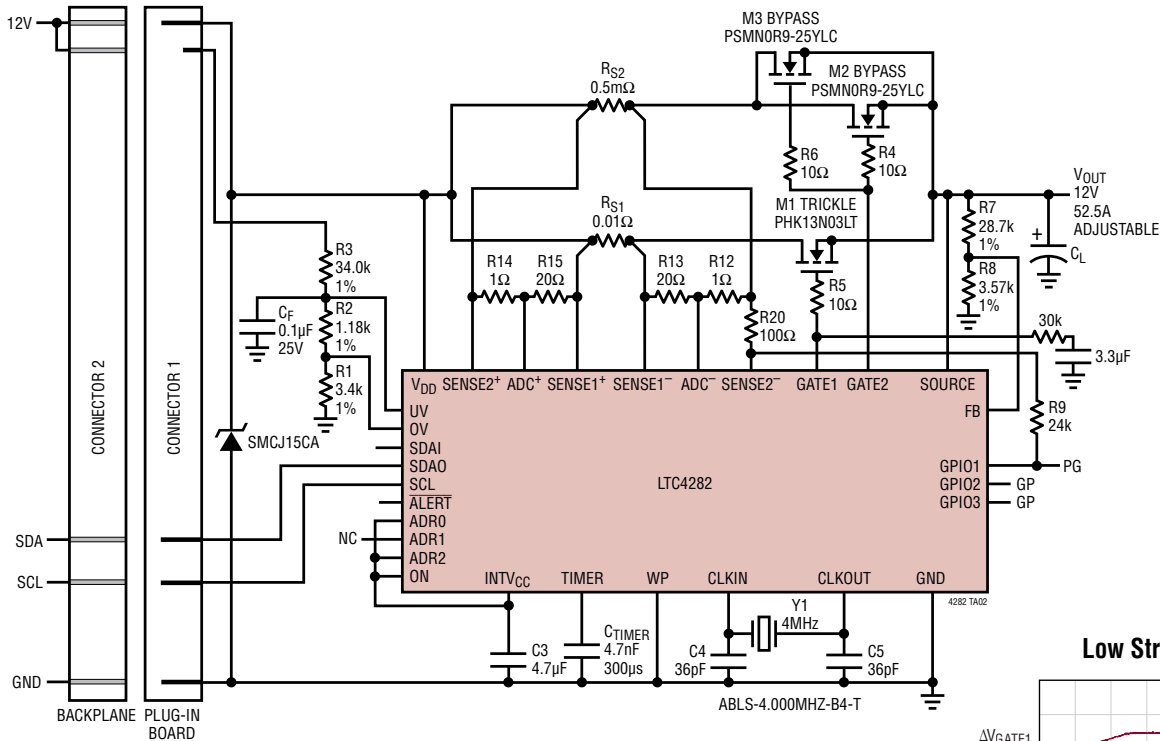 12V
CONNECTOR 2
CONNECTOR 1
SDA
SCL
GND
BACKPLANE
PLUG-IN
BOARD
SMCJ15CA
R3
34.0k
1%
CF
0.1µF
25V
R2
1.18k
1%
R1
3.4k
1%
RS2
0.5mΩ
RS1
0.01Ω
R14
1Ω
R15
20Ω
R13
20Ω
R12
1Ω
R20
100Ω
M3 BYPASS
PSMN0R9-25YLC
M2 BYPASS
PSMN0R9-25YLC
R6
10Ω
R4
10Ω
M1 TRICKLE
PHK13N03LT
R5
10Ω
R7
28.7k
1%
R8
3.57k
1%
VOUT
12V
52.5A
ADJUSTABLE
+
CL
30k
3.3µF
R9
24k
VDD SENSE2+ ADC+ SENSE1+ SENSE1− ADC− SENSE2− GATE1 GATE2 SOURCE
UV
OV
SDAI
SDAO
SCL
ALERT
ADR0
NC
ADR1
ADR2
ON
LTC4282
FB
GPIO1
PG
GPIO2
GP
GPIO3
GP
INTVCC TIMER WP CLKIN CLKOUT GND
4282 TA02
C3
4.7µF
CTIMER
4.7nF
300µs
C4
36pF
Y1
4MHz
C5
36pF
ABLS-4.000MHZ-B4-T
Low Str
ΔVGATE1